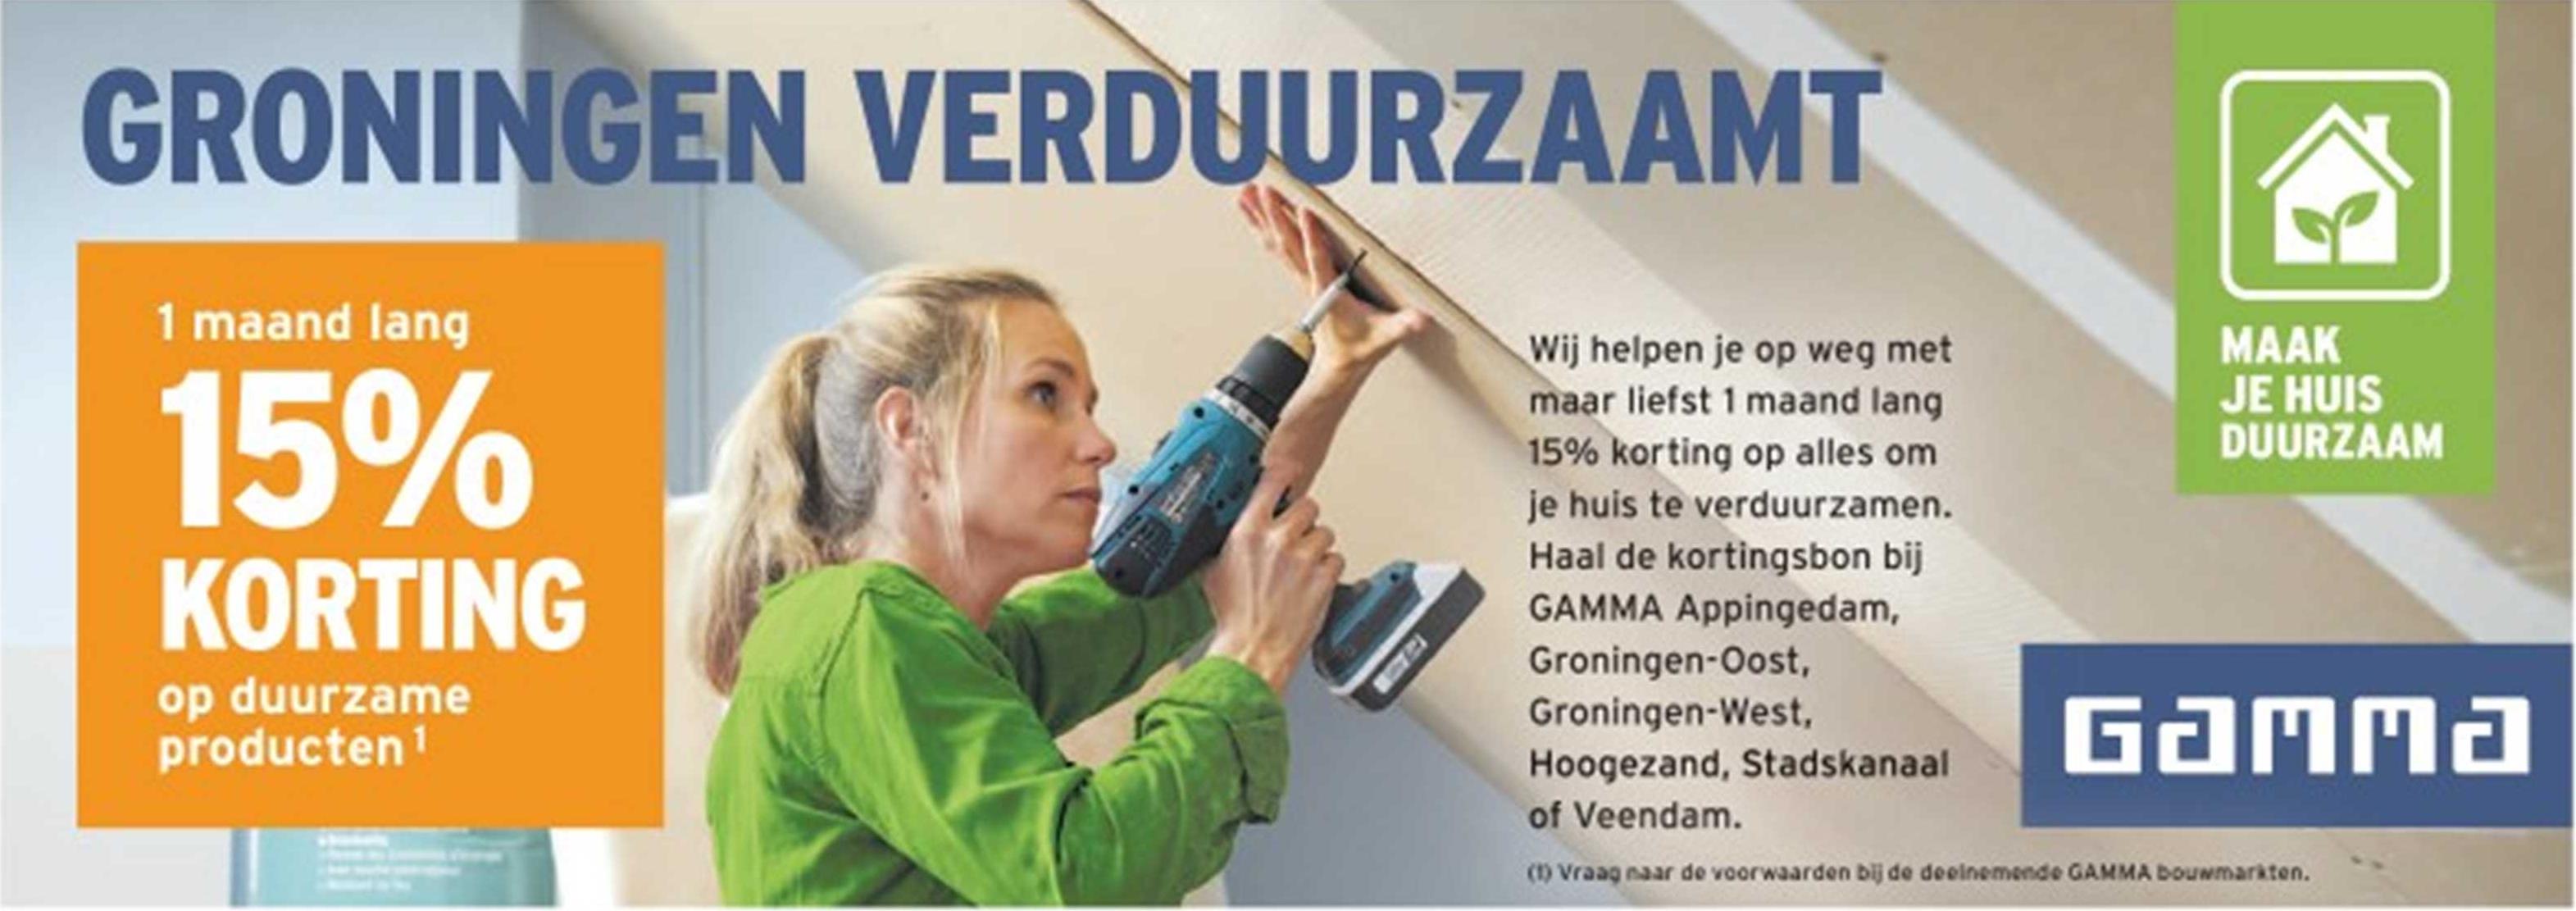 GRONINGEN VERDUURZAAMT
1 maand lang
15%
KORTING
op duurzame
producten¹
Wij helpen je op weg met
maar liefst 1 maand lang
15% korting op alles om
je huis te verduurzamen.
Haal de kortingsbon bij
GAMMA Appingedam,
Groningen-Oost,
Groningen-West,
Hoogezand, Stadskanaal
of Veendam.
(1) Vraag naar de voorwaarden bij de deelnemende GAMMA bouwmarkten.
MAAK
JE HUIS
DUURZAAM
GAMMA